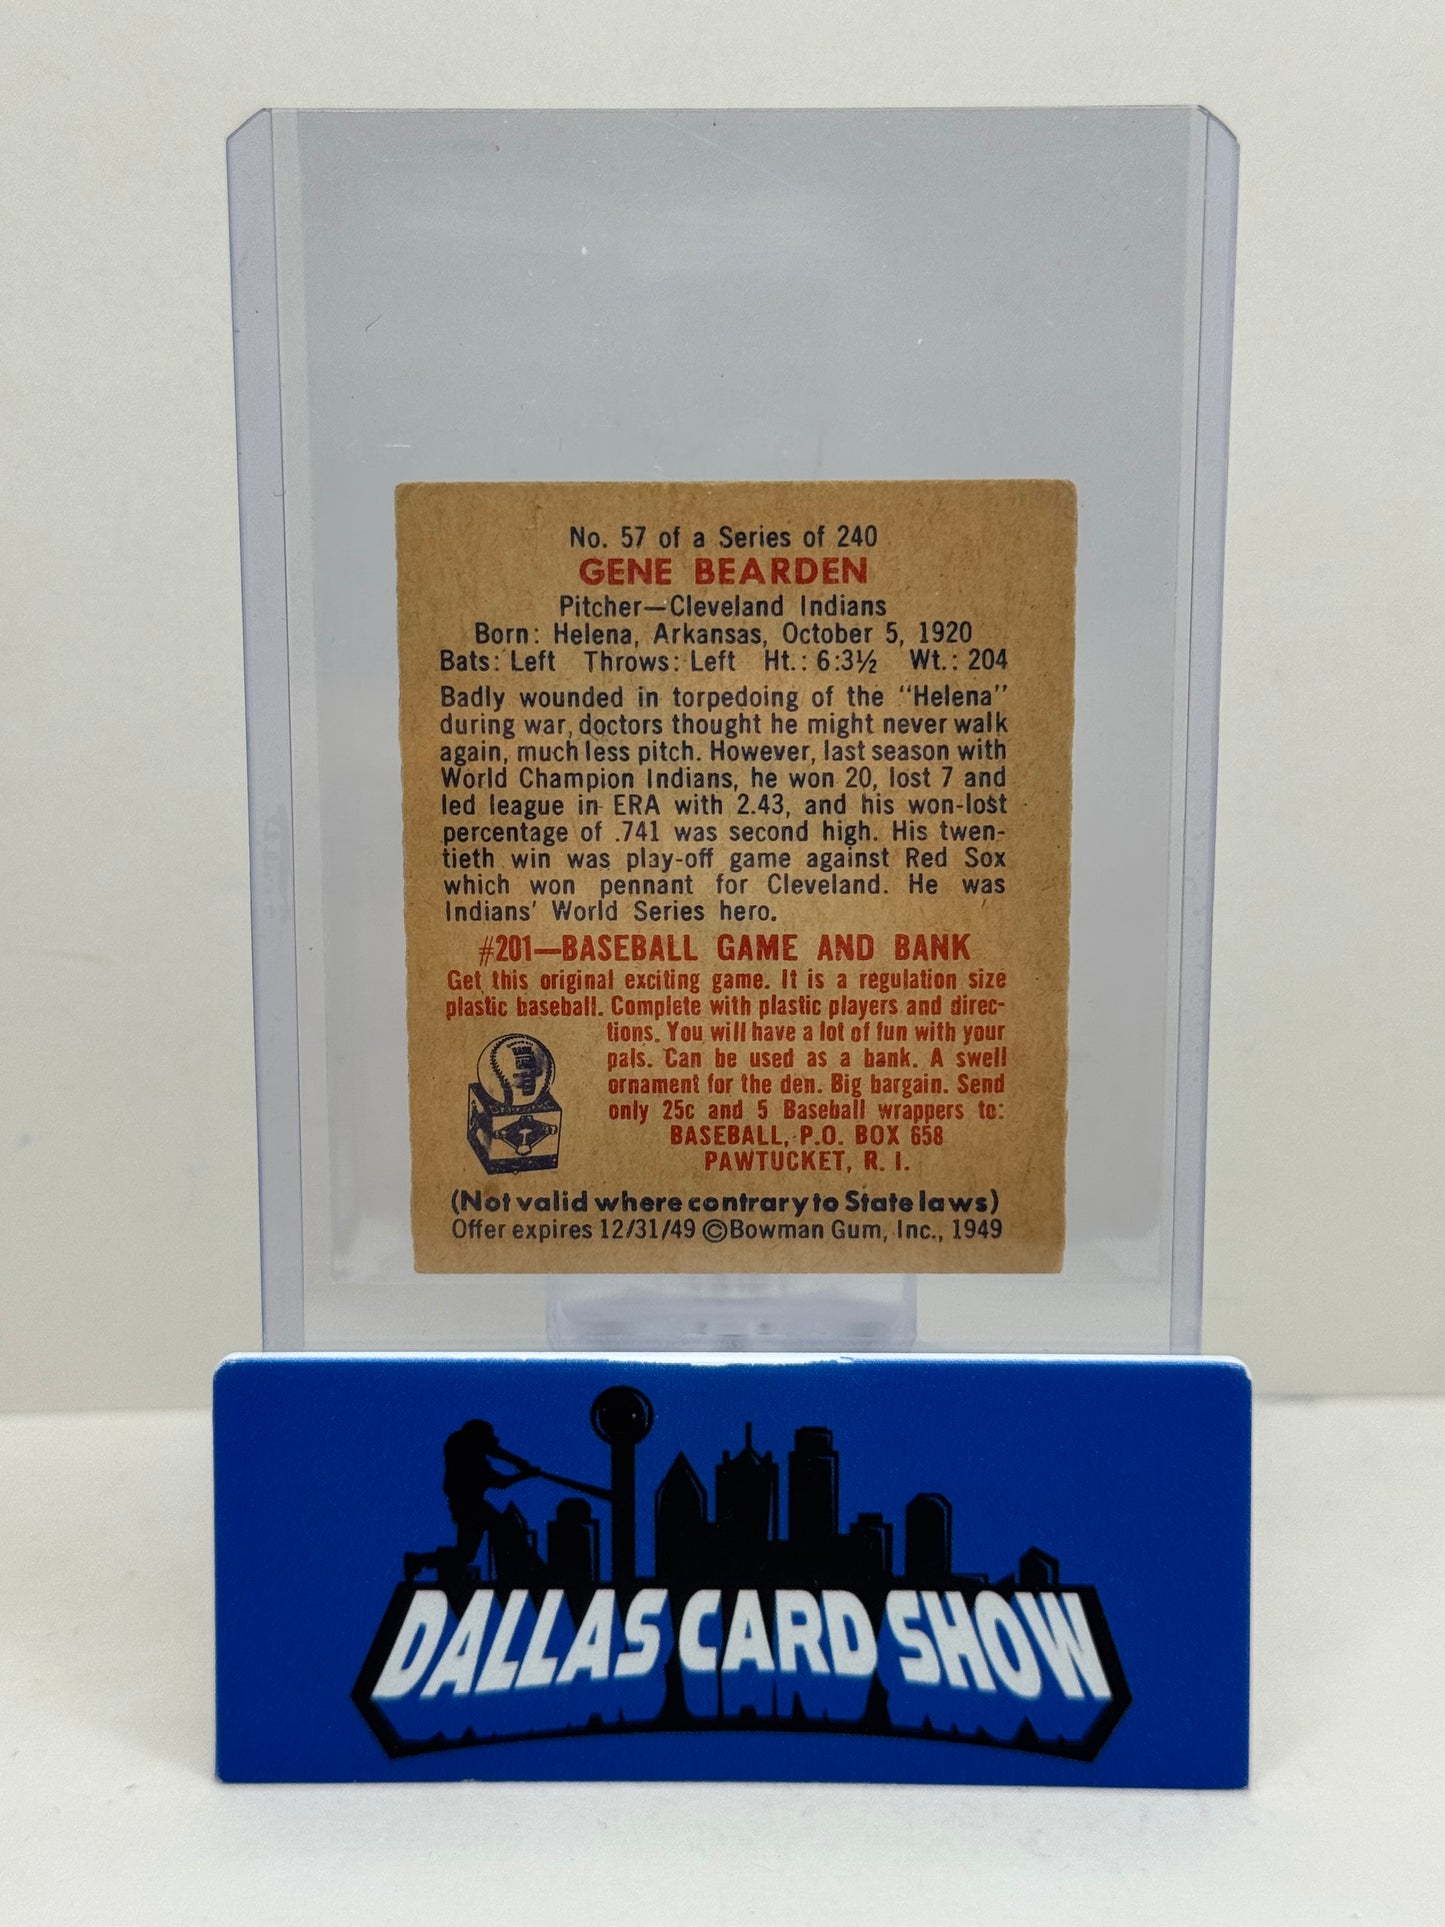 No. 57 of a Series of 240
GENE BEARDEN
Pitcher—Cleveland Indians
Born: Helena, Arkansas, October 5, 1920
Bats: Left Throws: Left Ht.: 6:3½ Wt.: 204
Badly wounded in torpedoing of the "Helena"
during war, doctors thought he might never walk
again, much less pitch. However, last season with
World Champion Indians, he won 20, lost 7 and
led league in ERA with 2.43, and his won-lost
percentage of .741 was second high. His twen-
tieth win was play-off game against Red Sox
which won pennant for Cleveland. He was
Indians' World Series hero.
#201—BASEBALL GAME AND BANK
Get this original exciting game. It is a regulation size
plastic baseball. Complete with plastic players and direc-
tions. You will have a lot of fun with your
pals. Can be used as a bank. A swell
ornament for the den. Big bargain. Send
only 25c and 5 Baseball wrappers to:
BASEBALL, P.O. BOX 658
PAWTUCKET, R. I.
(Not valid where contrary to State laws)
Offer expires 12/31/49 ©Bowman Gum, Inc., 1949
DALLAS CARD SHOW